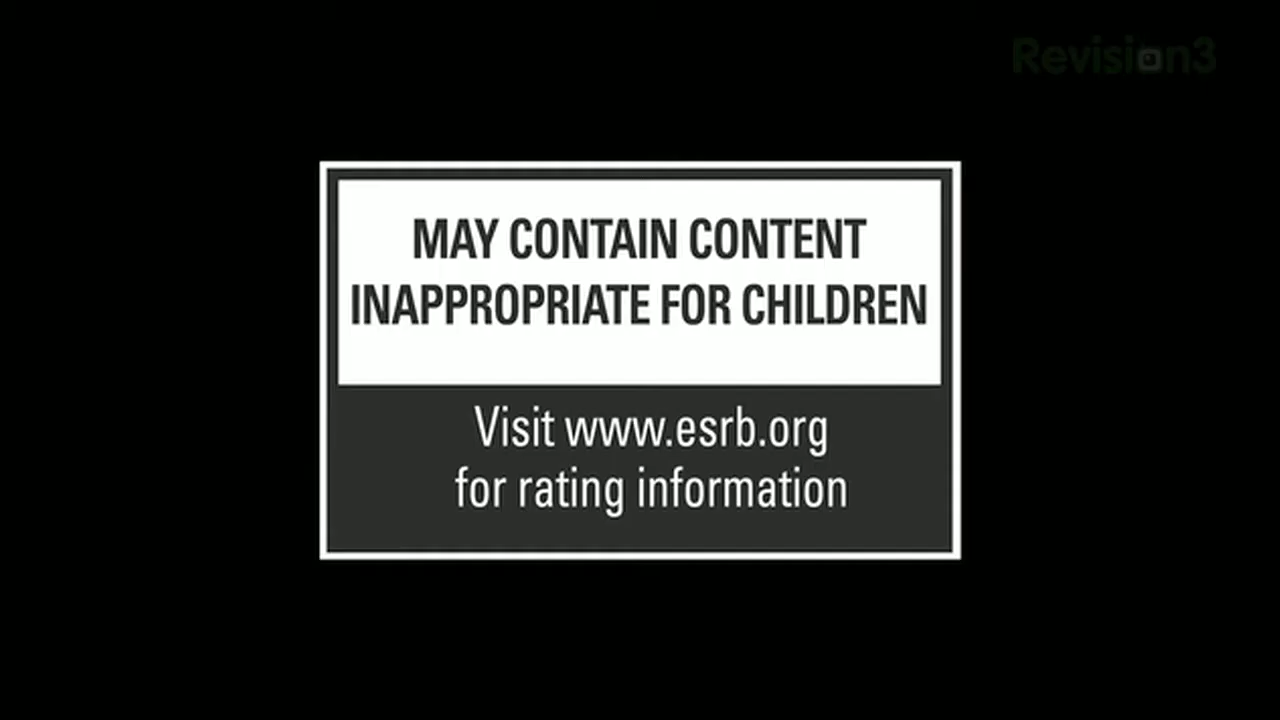 Revision3
MAY CONTAIN CONTENT
INAPPROPRIATE FOR CHILDREN
Visit www.esrb.org
for rating information